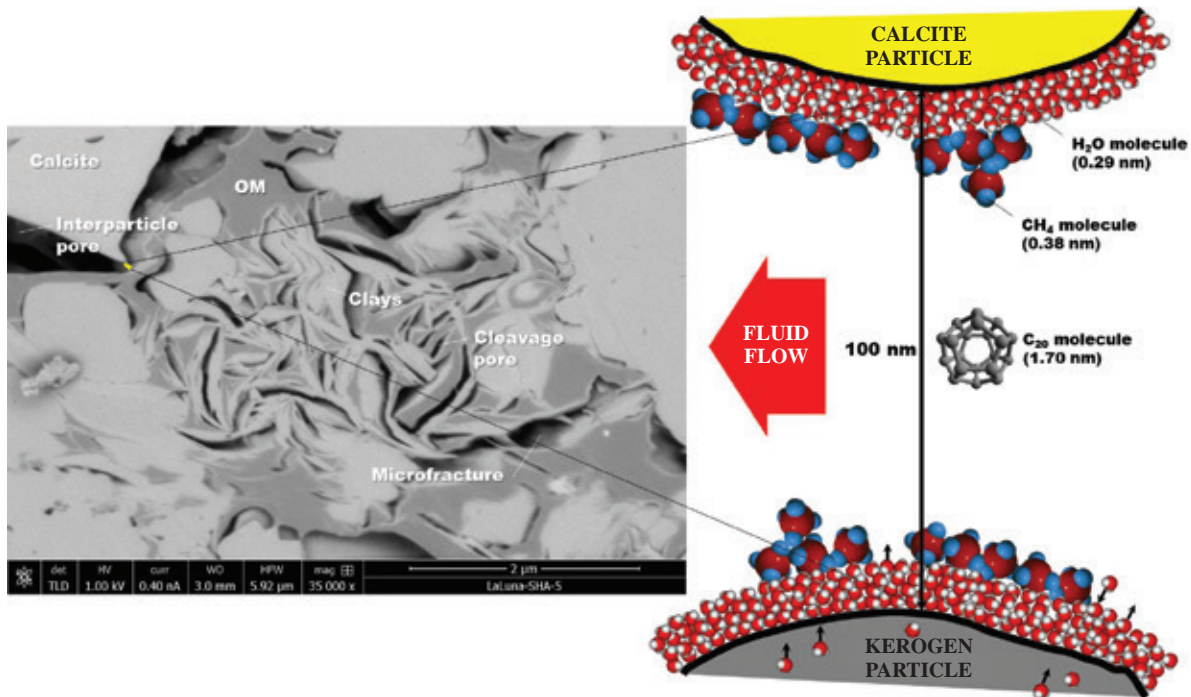 Calcite
OM
Interparticle
pore
Clays
Cleavage
pore
Microfracture
det
HV
curr
WD
HFW
mag
TLD
1.00 kV
0.40 nA
3.0 mm
5.92 µm
35 000 x
2 µm
LaLuna-SHA-5
CALCITE
PARTICLE
H₂O molecule
(0.29 nm)
CH₄ molecule
(0.38 nm)
FLUID
FLOW
100 nm
C₂₀ molecule
(1.70 nm)
KEROGEN
PARTICLE